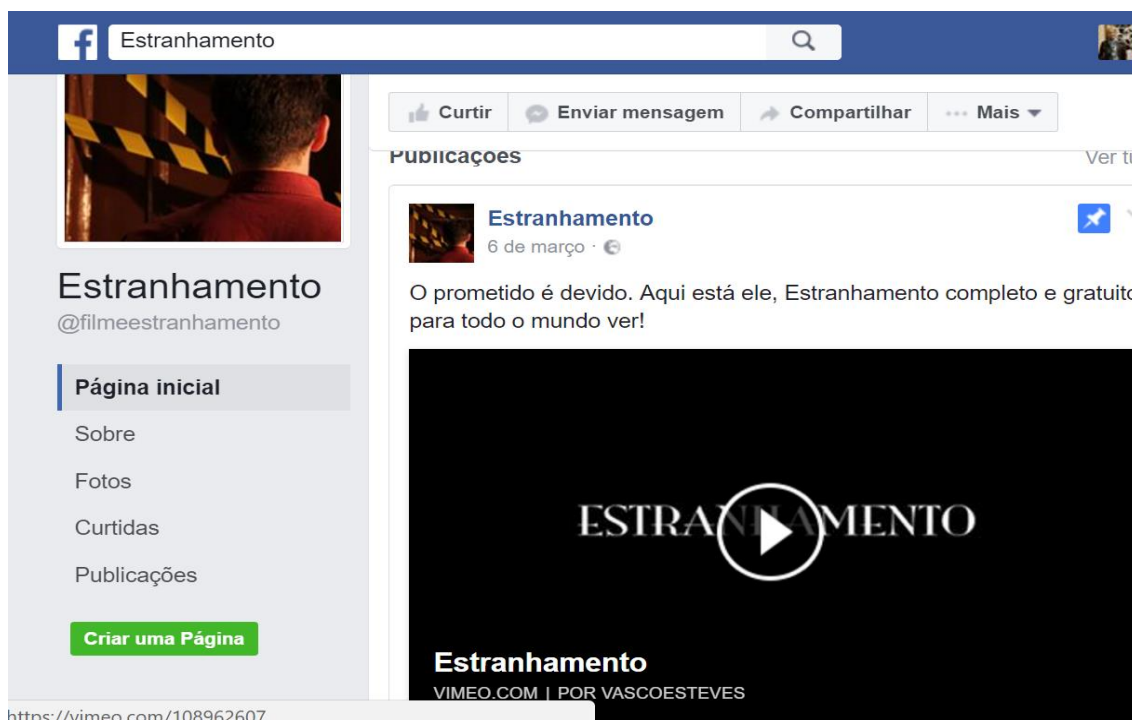 f
Estranhamento
Curtir
Enviar mensagem
Compartilhar
Mais
Publicações
Ver
Estranhamento
@filmeestranhamento
Página inicial
Sobre
Fotos
Curtidas
Publicações
Criar uma Página
Estranhamento
6 de março
O prometido é devido. Aqui está ele, Estranhamento completo e gratuito
para todo o mundo ver!
ESTRANHAMENTO
Estranhamento
VIMEO.COM | POR VASCOESTEVES
https://vimeo.com/108962607